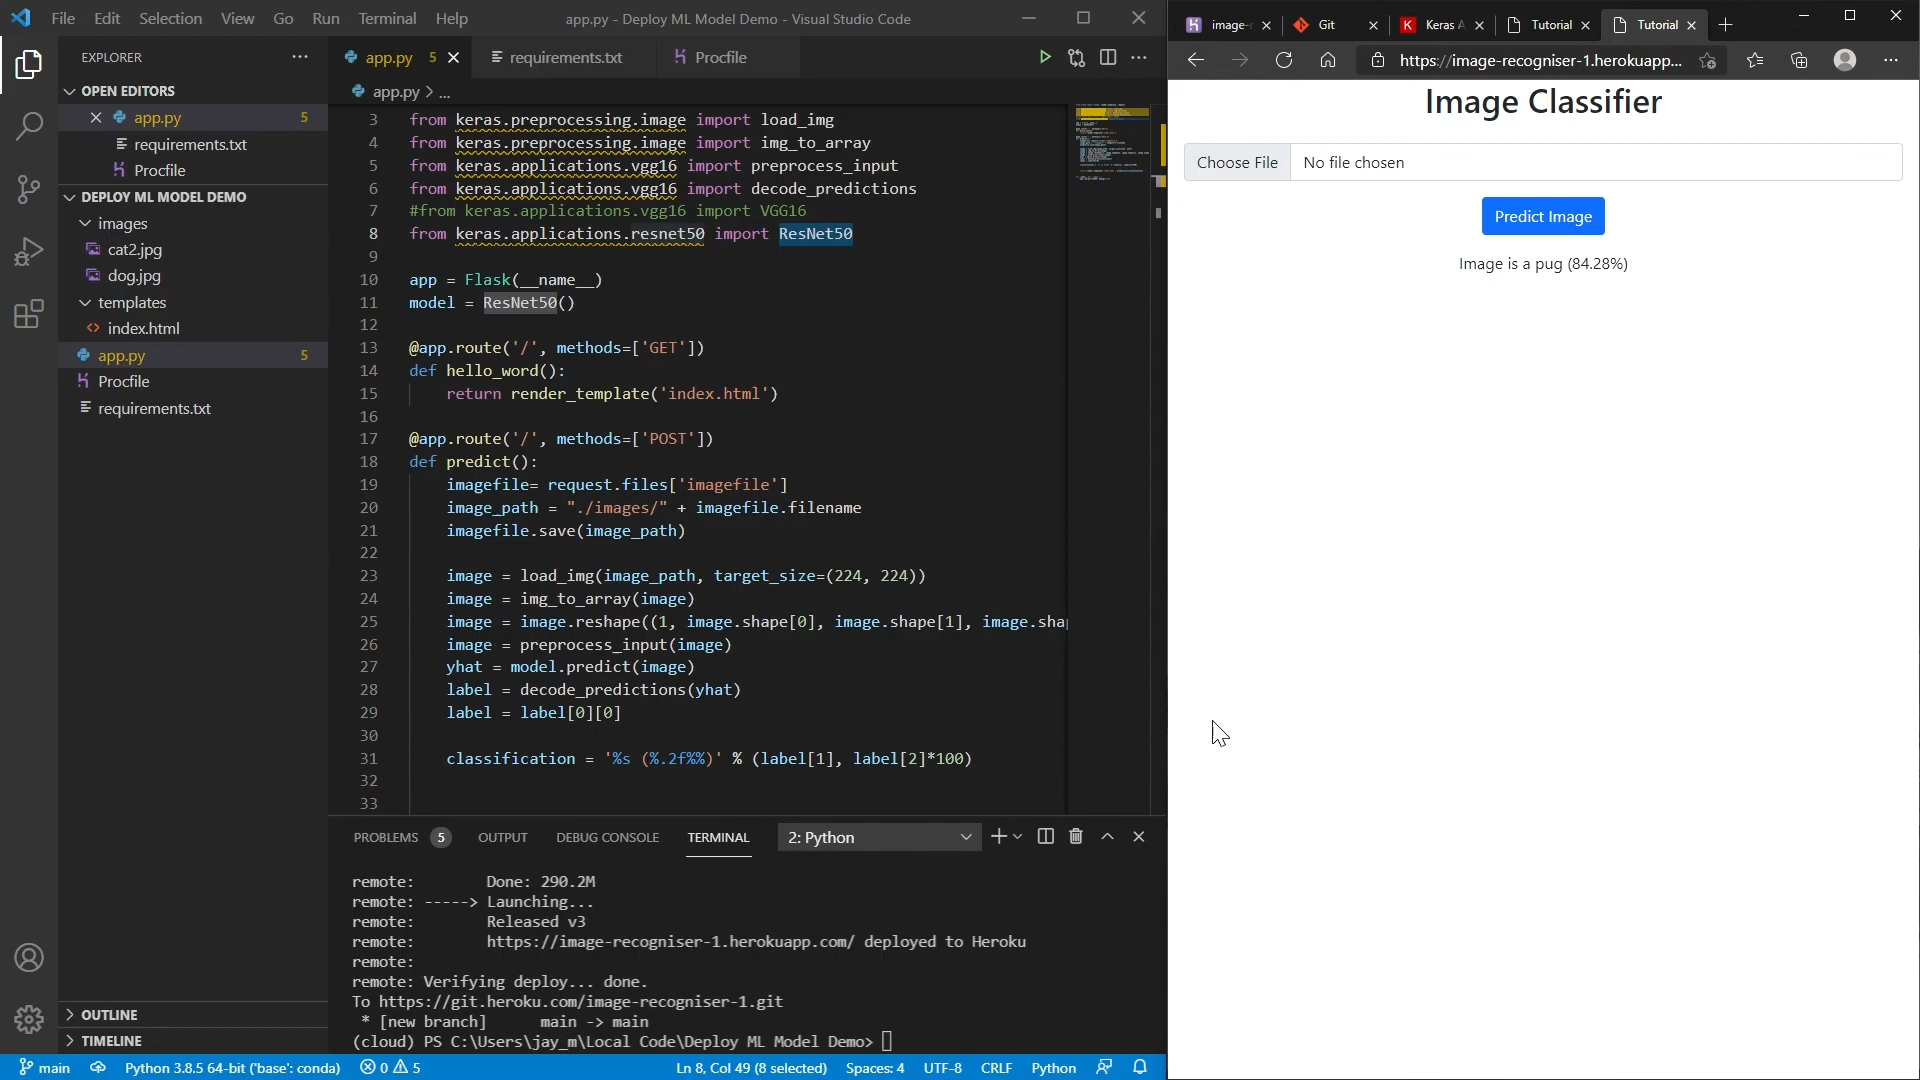 File Edit Selection View Go Run Terminal Help
app.py - Deploy ML Model Demo - Visual Studio Code
EXPLORER
OPEN EDITORS
app.py 5
requirements.txt
Procfile
DEPLOY ML MODEL DEMO
images
cat2.jpg
dog.jpg
templates
index.html
app.py 5
Procfile
requirements.txt
OUTLINE
TIMELINE
app.py 5 requirements.txt Procfile
app.py > ...
3 from keras.preprocessing.image import load_img
4 from keras.preprocessing.image import img_to_array
5 from keras.applications.vgg16 import preprocess_input
6 from keras.applications.vgg16 import decode_predictions
7 #from keras.applications.vgg16 import VGG16
8 from keras.applications.resnet50 import ResNet50
9
10 app = Flask(__name__)
11 model = ResNet50()
12
13 @app.route('/', methods=['GET'])
14 def hello_word():
15 return render_template('index.html')
16
17 @app.route('/', methods=['POST'])
18 def predict():
19 imagefile= request.files['imagefile']
20 image_path = "./images/" + imagefile.filename
21 imagefile.save(image_path)
22
23 image = load_img(image_path, target_size=(224, 224))
24 image = img_to_array(image)
25 image = image.reshape((1, image.shape[0], image.shape[1], image.sha
26 image = preprocess_input(image)
27 yhat = model.predict(image)
28 label = decode_predictions(yhat)
29 label = label[0][0]
30
31 classification = '%s (%.2f%%)' % (label[1], label[2]*100)
32
33
PROBLEMS 5 OUTPUT DEBUG CONSOLE TERMINAL 2: Python
remote: Done: 290.2M
remote: -----> Launching...
remote: Released v3
remote: https://image-recogniser-1.herokuapp.com/ deployed to Heroku
remote:
remote: Verifying deploy... done.
To https://git.heroku.com/image-recogniser-1.git
* [new branch] main -> main
(cloud) PS C:\Users\jay_m\Local Code\Deploy ML Model Demo>
main Python 3.8.5 64-bit ('base': conda) 0 5 Ln 8, Col 49 (8 selected) Spaces: 4 UTF-8 CRLF Python
image- Git Keras A Tutorial Tutorial
https://image-recogniser-1.herokuapp...
Image Classifier
Choose File No file chosen
Predict Image
Image is a pug (84.28%)